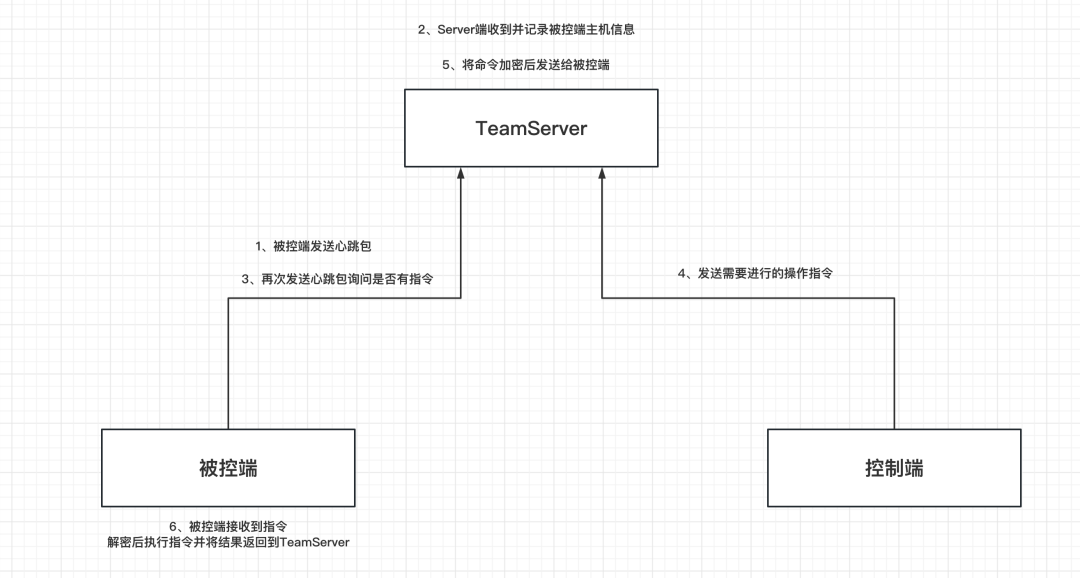 2、Server端收到并记录被控端主机信息
5、将命令加密后发送给被控端
TeamServer
1、被控端发送心跳包
3、再次发送心跳包询问是否有指令
4、发送需要进行的操作指令
被控端
控制端
6、被控端接收到指令
解密后执行指令并将结果返回到TeamServer